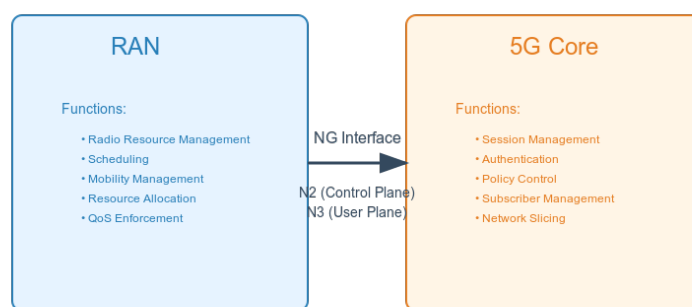 RAN
Functions:
• Radio Resource Management
• Scheduling
• Mobility Management
• Resource Allocation
• QoS Enforcement
NG Interface
N2 (Control Plane)
N3 (User Plane)
5G Core
Functions:
• Session Management
• Authentication
• Policy Control
• Subscriber Management
• Network Slicing